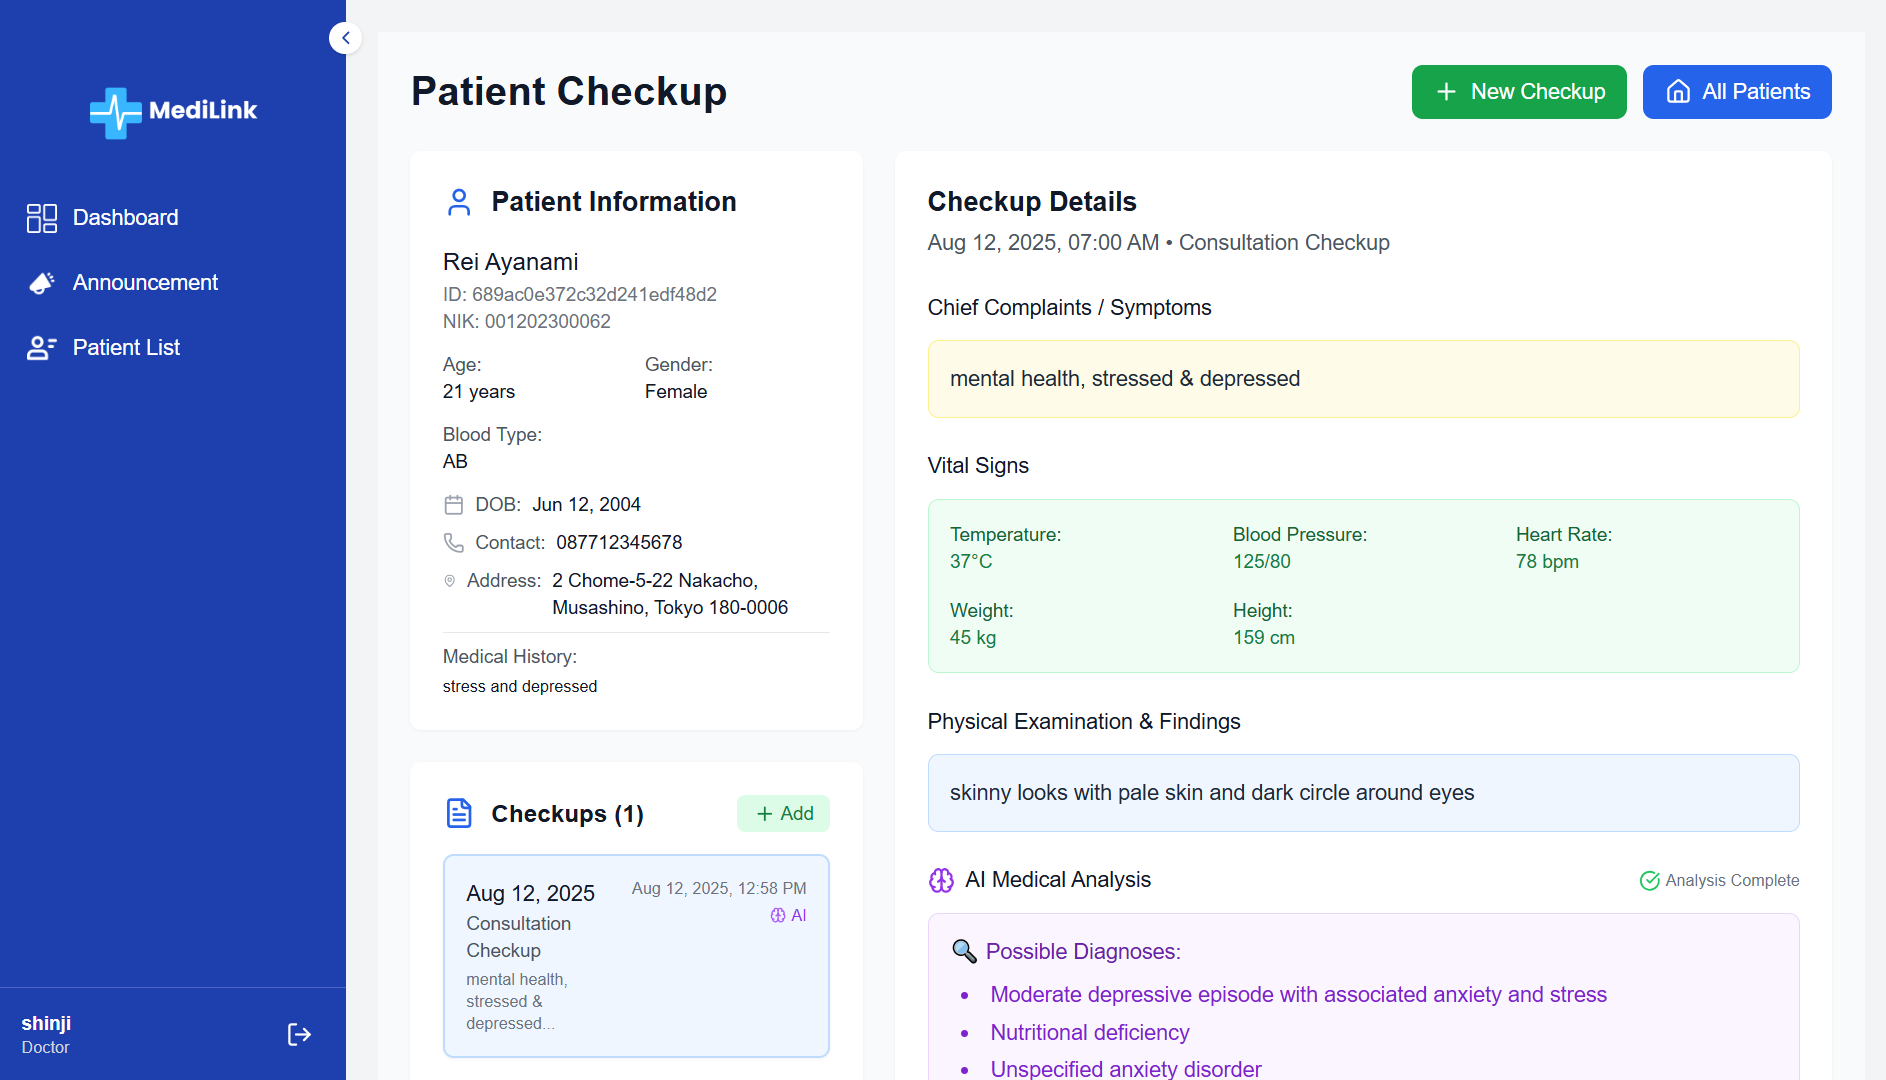 MediLink
Dashboard
Announcement
Patient List
shinji
Doctor
Patient Checkup
New Checkup
All Patients
Patient Information
Rei Ayanami
ID: 689ac0e372c32d241edf48d2
NIK: 001202300062
Age:
21 years
Gender:
Female
Blood Type:
AB
DOB: Jun 12, 2004
Contact: 087712345678
Address: 2 Chome-5-22 Nakacho,
Musashino, Tokyo 180-0006
Medical History:
stress and depressed
Checkups (1)
Add
Aug 12, 2025
Aug 12, 2025, 12:58 PM
AI
Consultation
Checkup
mental health,
stressed &
depressed...
Checkup Details
Aug 12, 2025, 07:00 AM • Consultation Checkup
Chief Complaints / Symptoms
mental health, stressed & depressed
Vital Signs
Temperature:
37°C
Blood Pressure:
125/80
Heart Rate:
78 bpm
Weight:
45 kg
Height:
159 cm
Physical Examination & Findings
skinny looks with pale skin and dark circle around eyes
AI Medical Analysis
Analysis Complete
Possible Diagnoses:
• Moderate depressive episode with associated anxiety and stress
• Nutritional deficiency
• Unspecified anxiety disorder